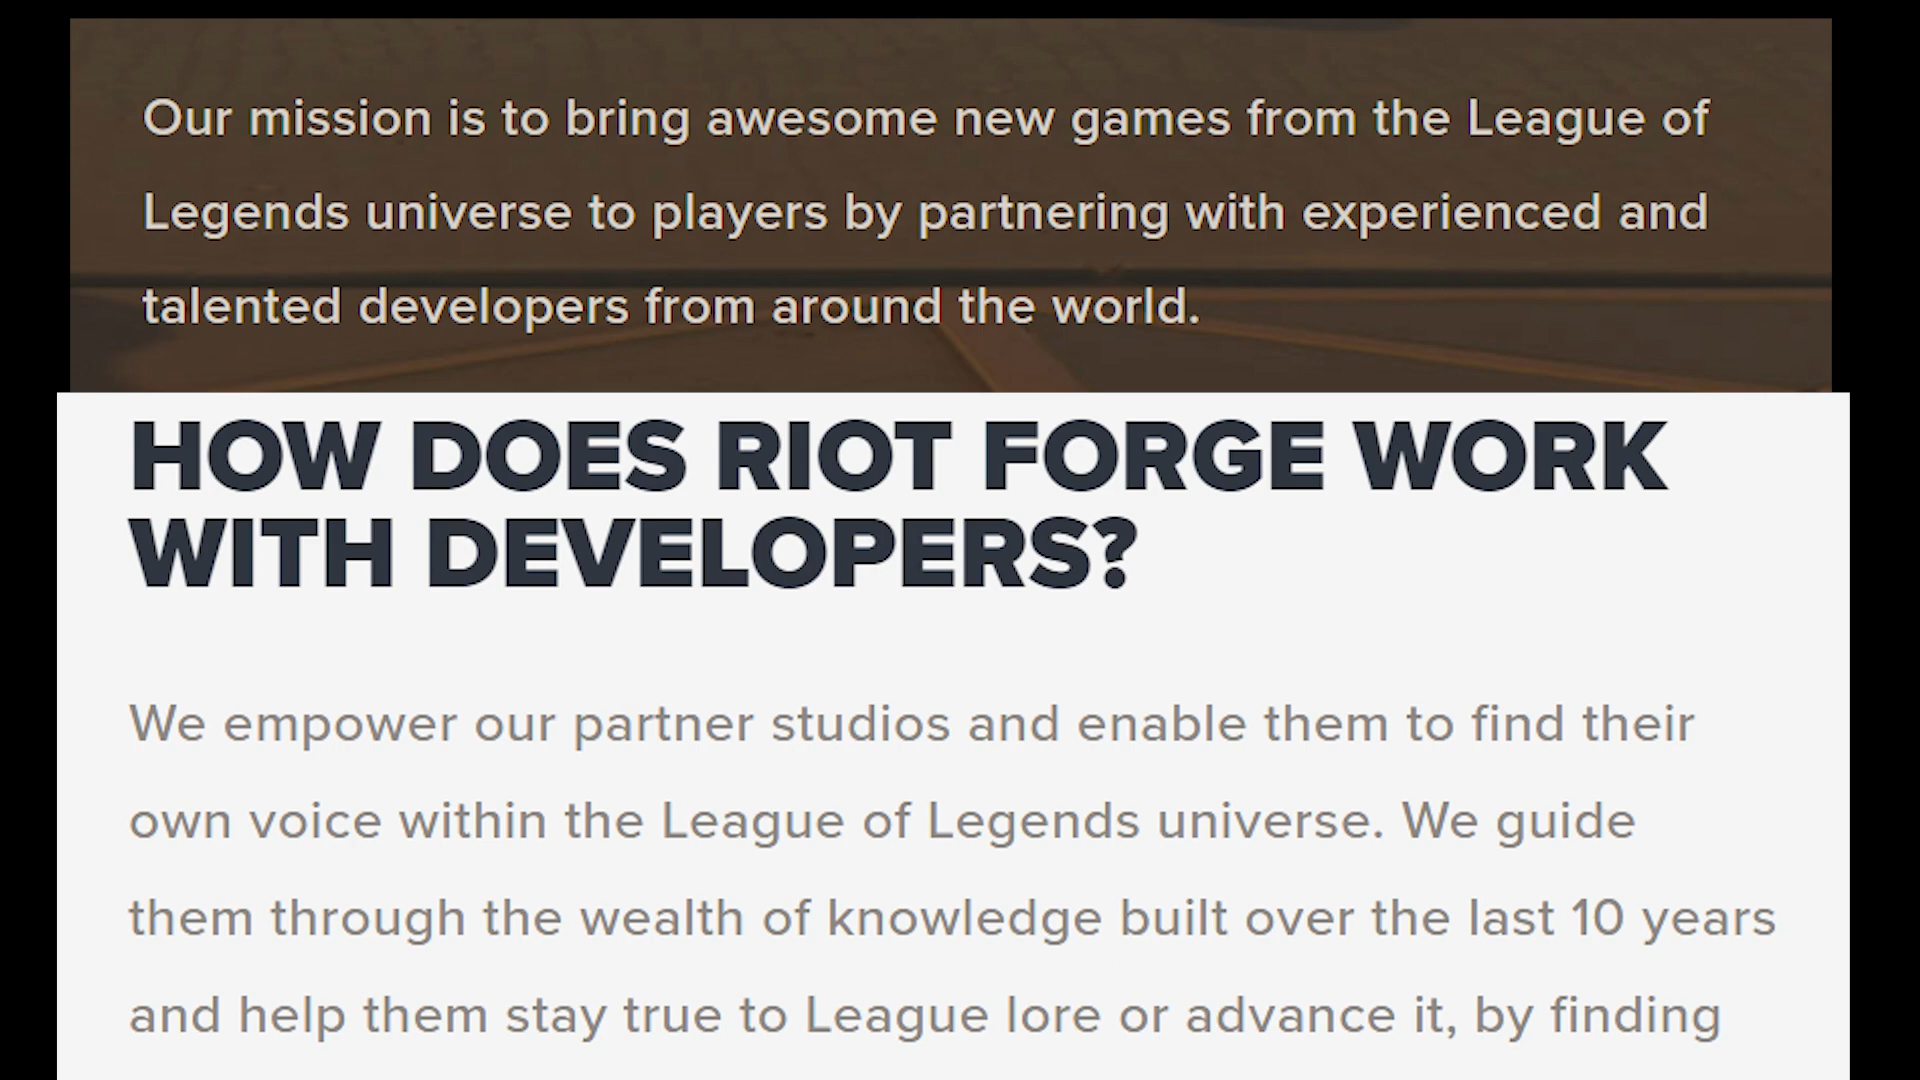 Our mission is to bring awesome new games from the League of
Legends universe to players by partnering with experienced and
talented developers from around the world.
HOW DOES RIOT FORGE WORK
WITH DEVELOPERS?
We empower our partner studios and enable them to find their
own voice within the League of Legends universe. We guide
them through the wealth of knowledge built over the last 10 years
and help them stay true to League lore or advance it, by finding